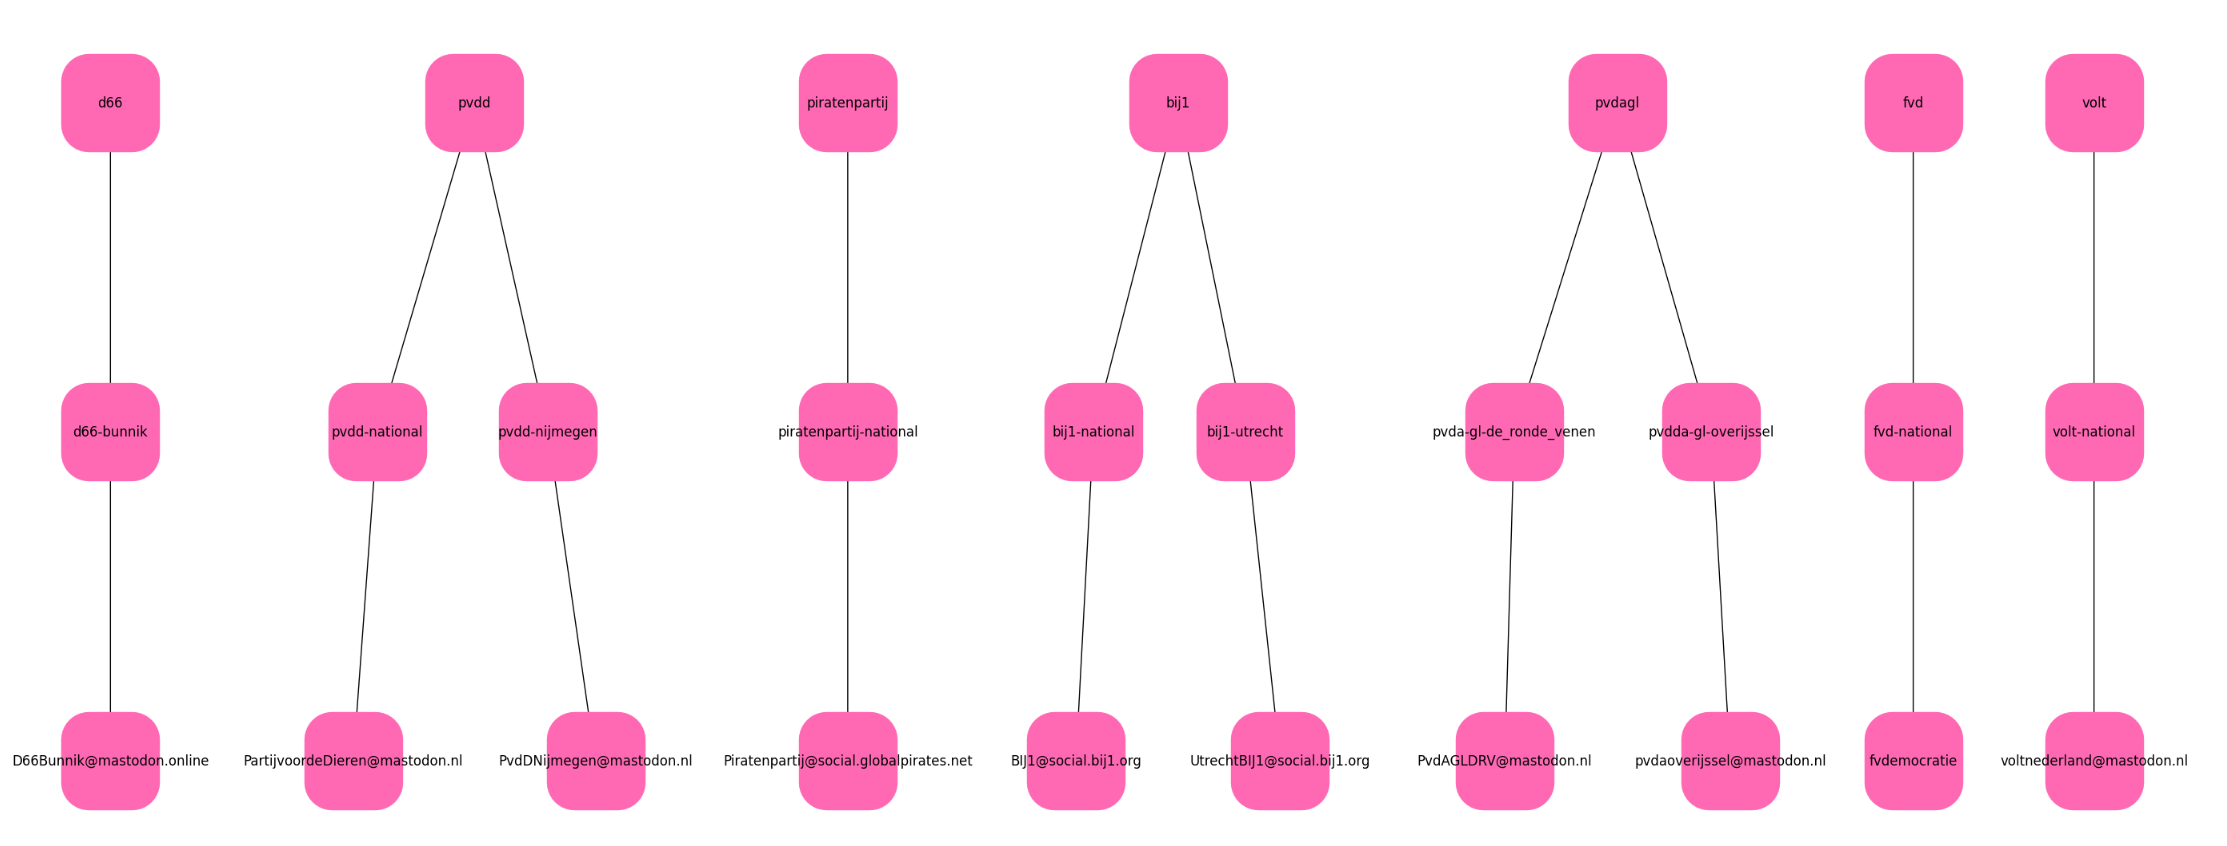 d66
pvdd
piratenpartij
bij1
pvdagl
fvd
volt
d66-bunnik
pvdd-national
pvdd-nijmegen
piratenpartij-national
bij1-national
bij1-utrecht
pvda-gl-de_ronde_venen
pvdda-gl-overijssel
fvd-national
volt-national
D66Bunnik@mastodon.online
PartijvoordeDieren@mastodon.nl
PvdDNijmegen@mastodon.nl
Piratenpartij@social.globalpirates.net
BIJ1@social.bij1.org
UtrechtBIJ1@social.bij1.org
PvdAGLDRV@mastodon.nl
pvdaoverijssel@mastodon.nl
fvdemocratie
voltnederland@mastodon.nl